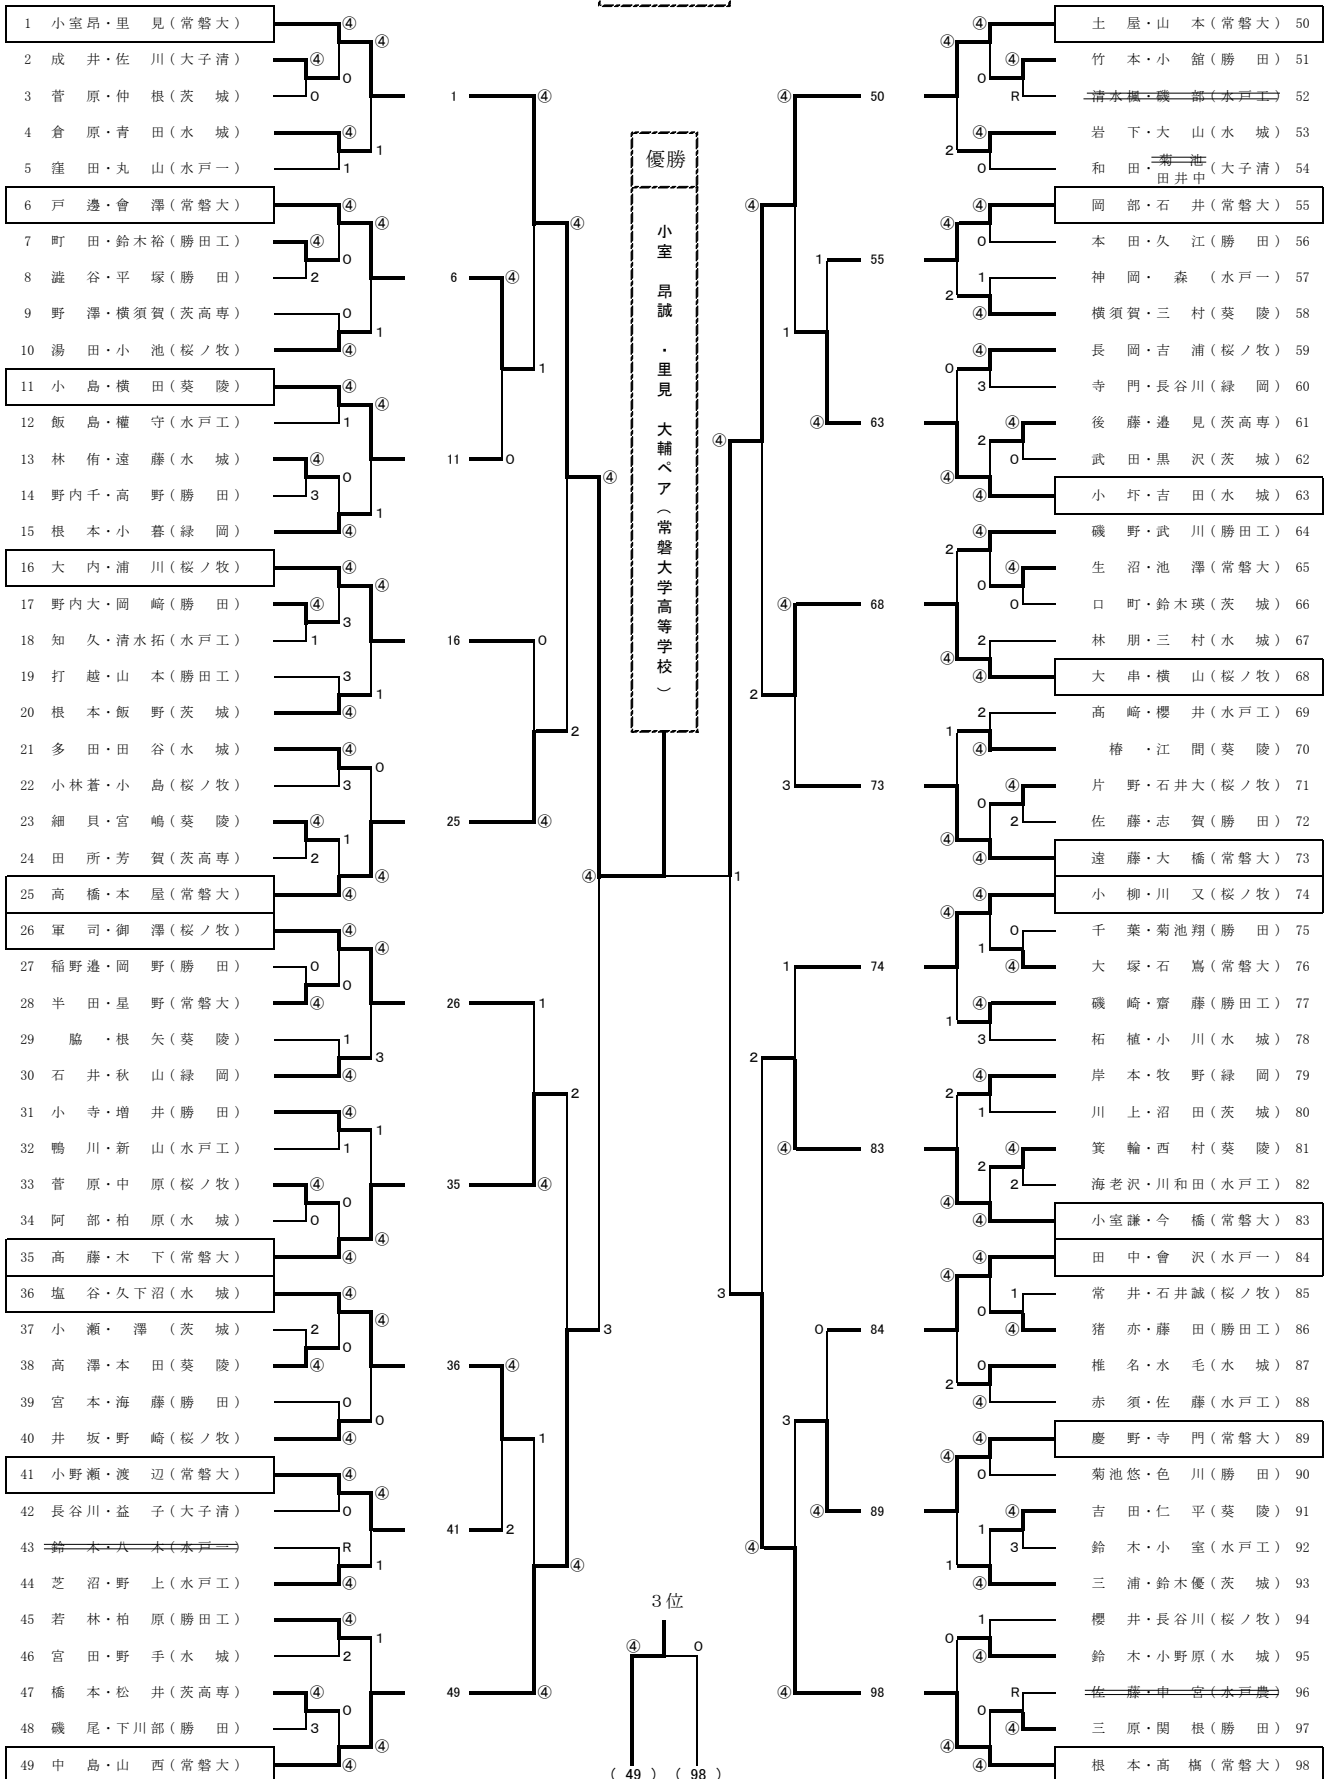 1 小室昂・里 見(常磐大)
2 成 井・佐 川(大子清)
3 菅 原・仲 根(茨 城)
4 倉 原・青 田(水 城)
5 窪 田・丸 山(水戸一)
6 戸 邊・會 澤(常磐大)
7 町 田・鈴木裕(勝田工)
8 澁 谷・平 塚(勝 田)
9 野 澤・横須賀(茨高専)
10 湯 田・小 池(桜ノ牧)
11 小 島・横 田(葵 陵)
12 飯 島・權 守(水戸工)
13 林 侑・遠 藤(水 城)
14 野内千・高 野(勝 田)
15 根 本・小 暮(緑 岡)
16 大 内・浦 川(桜ノ牧)
17 野内大・岡 﨑(勝 田)
18 知 久・清水拓(水戸工)
19 打 越・山 本(勝田工)
20 根 本・飯 野(茨 城)
21 多 田・田 谷(水 城)
22 小林蒼・小 島(桜ノ牧)
23 細 貝・宮 嶋(葵 陵)
24 田 所・芳 賀(茨高専)
25 高 橋・本 屋(常磐大)
26 軍 司・御 澤(桜ノ牧)
27 稲野邉・岡 野(勝 田)
28 半 田・星 野(常磐大)
29 脇 ・根 矢(葵 陵)
30 石 井・秋 山(緑 岡)
31 小 寺・増 井(勝 田)
32 鴨 川・新 山(水戸工)
33 菅 原・中 原(桜ノ牧)
34 阿 部・柏 原(水 城)
35 髙 藤・木 下(常磐大)
36 塩 谷・久下沼(水 城)
37 小 瀬・ 澤 (茨 城)
38 高 澤・本 田(葵 陵)
39 宮 本・海 藤(勝 田)
40 井 坂・野 崎(桜ノ牧)
41 小野瀬・渡 辺(常磐大)
42 長谷川・益 子(大子清)
43 鈴 木・八 木(水戸一)
44 芝 沼・野 上(水戸工)
45 若 林・柏 原(勝田工)
46 宮 田・野 手(水 城)
47 橋 本・松 井(茨高専)
48 磯 尾・下川部(勝 田)
49 中 島・山 西(常磐大)
1
6
11
16
25
26
35
36
41
49
優勝
小室 昂誠 ・里見 大輔ペア(常磐大学高等学校 )
3位
④ 0
( 49 ) ( 98 )
50
55
63
68
73
74
83
84
89
98
土 屋・山 本(常磐大) 50
竹 本・小 舘(勝 田) 51
清水楓・磯 部(水戸工) 52
岩 下・大 山(水 城) 53
和 田・菊 池(大子清) 54
田井中
岡 部・石 井(常磐大) 55
本 田・久 江(勝 田) 56
神 岡・ 森 (水戸一) 57
横須賀・三 村(葵 陵) 58
長 岡・吉 浦(桜ノ牧) 59
寺 門・長谷川(緑 岡) 60
後 藤・邉 見(茨高専) 61
武 田・黒 沢(茨 城) 62
小 圷・吉 田(水 城) 63
磯 野・武 川(勝田工) 64
生 沼・池 澤(常磐大) 65
口 町・鈴木瑛(茨 城) 66
林 朋・三 村(水 城) 67
大 串・横 山(桜ノ牧) 68
髙 﨑・櫻 井(水戸工) 69
椿 ・江 間(葵 陵) 70
片 野・石井大(桜ノ牧) 71
佐 藤・志 賀(勝 田) 72
遠 藤・大 橋(常磐大) 73
小 柳・川 又(桜ノ牧) 74
千 葉・菊池翔(勝 田) 75
大 塚・石 嶌(常磐大) 76
磯 崎・齋 藤(勝田工) 77
柘 植・小 川(水 城) 78
岸 本・牧 野(緑 岡) 79
川 上・沼 田(茨 城) 80
箕 輪・西 村(葵 陵) 81
海老沢・川和田(水戸工) 82
小室謙・今 橋(常磐大) 83
田 中・會 沢(水戸一) 84
常 井・石井誠(桜ノ牧) 85
猪 亦・藤 田(勝田工) 86
椎 名・水 毛(水 城) 87
赤 須・佐 藤(水戸工) 88
慶 野・寺 門(常磐大) 89
菊池悠・色 川(勝 田) 90
吉 田・仁 平(葵 陵) 91
鈴 木・小 室(水戸工) 92
三 浦・鈴木優(茨 城) 93
櫻 井・長谷川(桜ノ牧) 94
鈴 木・小野原(水 城) 95
佐 藤・中 宮(水戸農) 96
三 原・関 根(勝 田) 97
根 本・高 橋(常磐大) 98